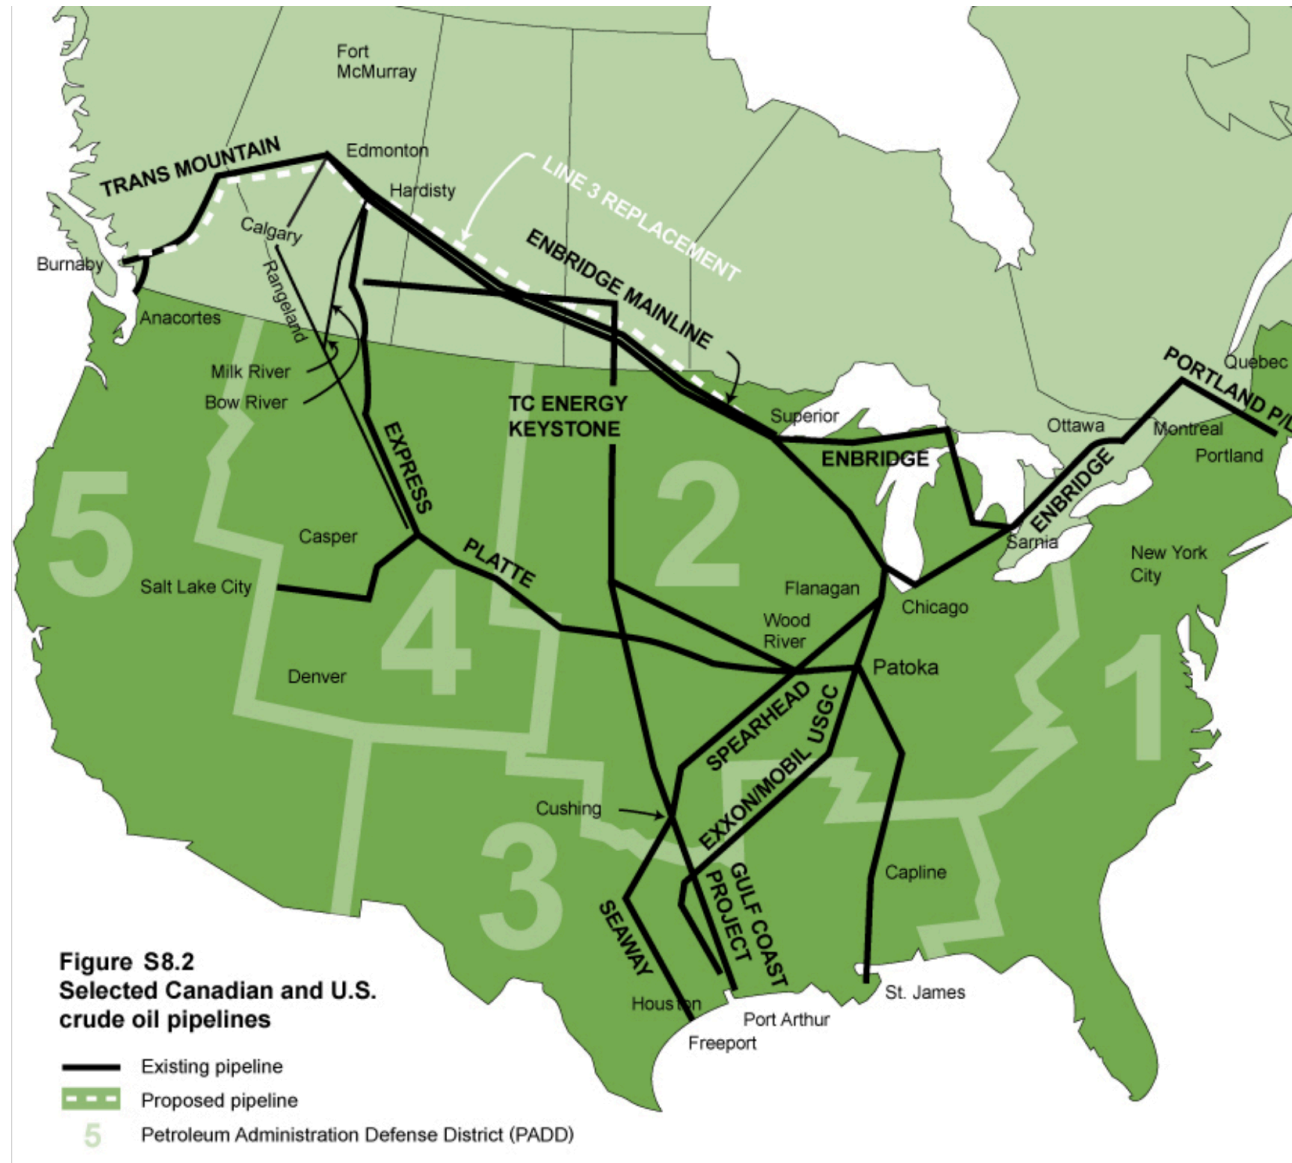 Fort
McMurray
TRANS MOUNTAIN
Edmonton
Hardisty
LINE 3 REPLACEMENT
Calgary
ENBRIDGE MAINLINE
Burnaby
Rangeland
Anacortes
Milk River
Bow River
TC ENERGY
KEYSTONE
Superior
Quebec
PORTLAND P/L
Ottawa
Montreal
Portland
EXPRESS
ENBRIDGE
ENBRIDGE
Sarnia
5
2
Casper
PLATTE
New York
City
Salt Lake City
Flanagan
Chicago
4
Wood
River
1
Denver
Patoka
SPEARHEAD
USGC
EXXON/MOBIL
Cushing
3
Capline
GULF COAST
PROJECT
SEAWAY
Houston
St. James
Port Arthur
Freeport
Figure S8.2
Selected Canadian and U.S.
crude oil pipelines
Existing pipeline
Proposed pipeline
5 Petroleum Administration Defense District (PADD)